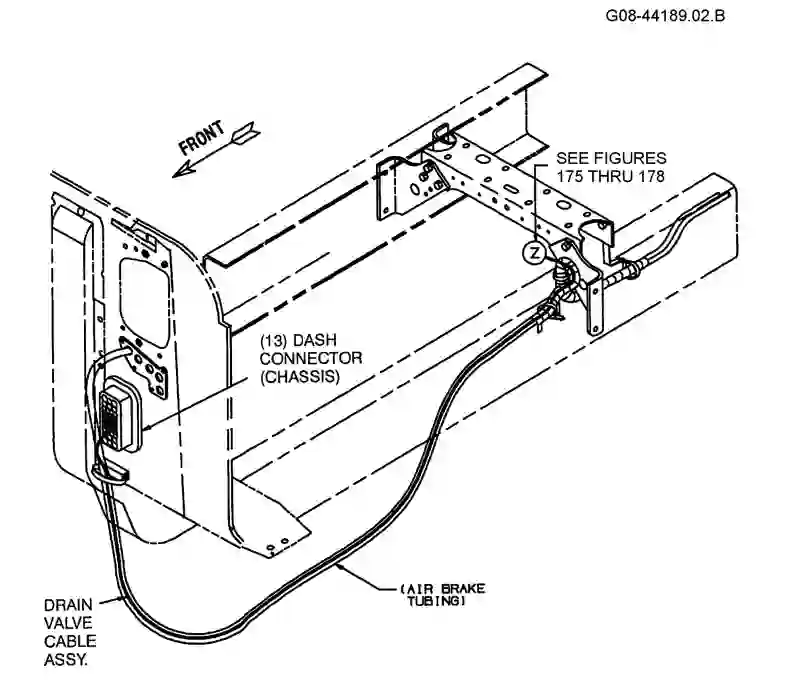 G08-44189.02.B
FRONT
SEE FIGURES
175 THRU 178
Z
(13) DASH
CONNECTOR
(CHASSIS)
(AIR BRAKE
TUBING)
DRAIN
VALVE
CABLE
ASSY.